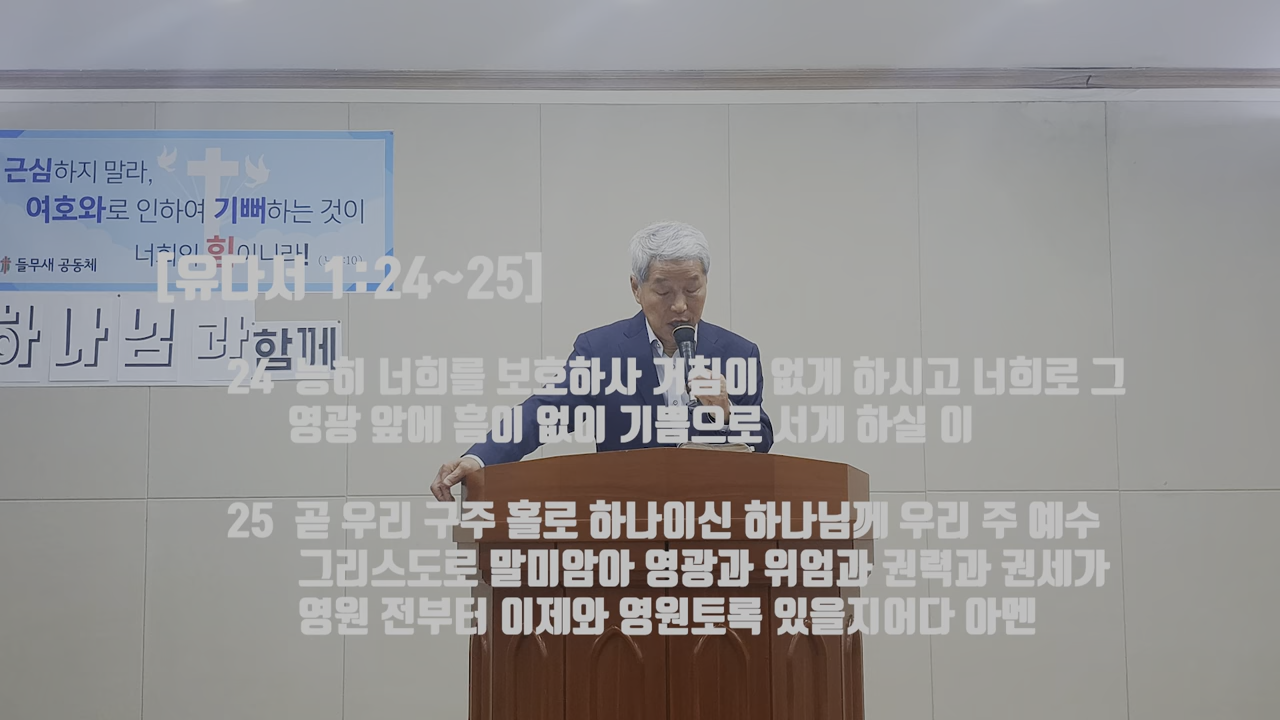 근심하지 말라,
여호와로 인하여 기뻐하는 것이
너희의 힘이니라!
들무새 공동체
하나님과 함께
[유다서 1:24~25]
24 능히 너희를 보호하사 거침이 없게 하시고 너희로 그
영광 앞에 흠이 없이 기쁨으로 서게 하실 이
25 곧 우리 구주 홀로 하나이신 하나님께 우리 주 예수
그리스도로 말미암아 영광과 위엄과 권력과 권세가
영원 전부터 이제와 영원토록 있을지어다 아멘